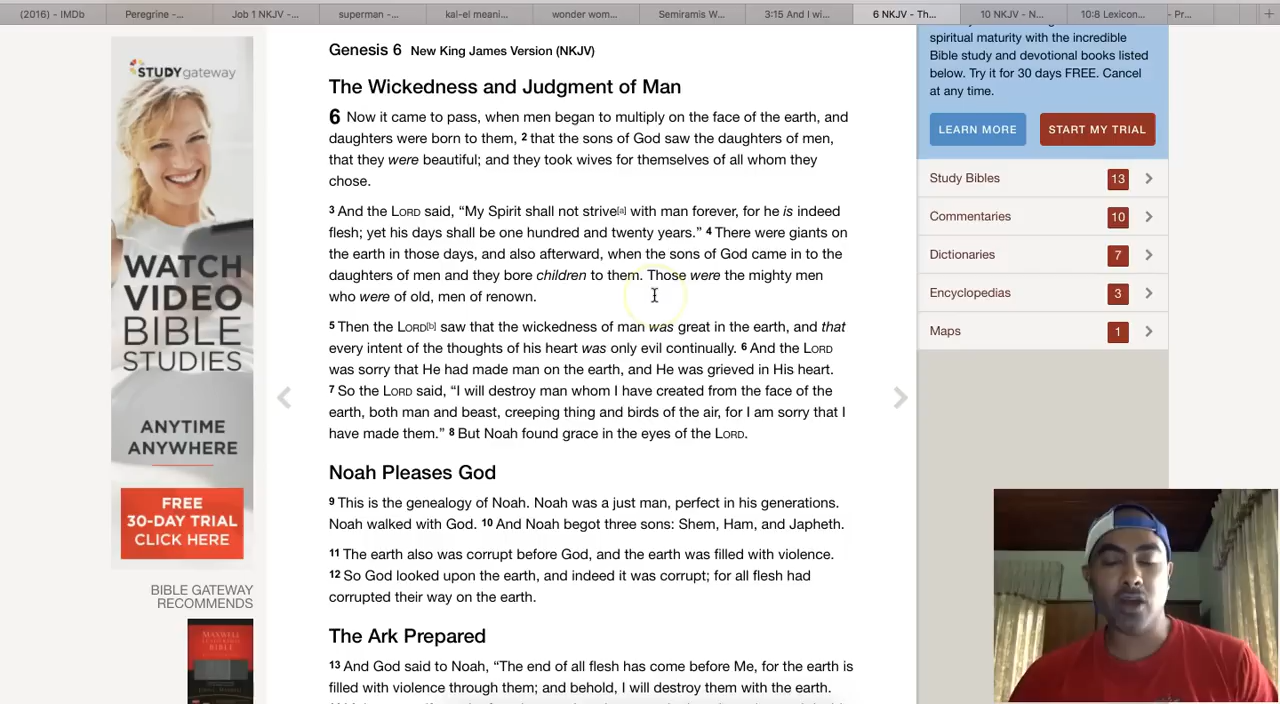 (2016) - IMDb
Peregrine -...
Job 1 NKJV -...
superman -...
kal-el meani...
wonder wom...
Semiramis W...
3:15 And I wi...
6 NKJV - Th...
10 NKJV - N...
10:8 Lexicon...
- Pr...
STUDYgateway
WATCH
VIDEO
BIBLE
STUDIES
ANYTIME
ANYWHERE
FREE
30-DAY TRIAL
CLICK HERE
BIBLE GATEWAY
RECOMMENDS
MAXWELL
LEADERSHIP
BIBLE
Genesis 6 New King James Version (NKJV)
The Wickedness and Judgment of Man
6 Now it came to pass, when men began to multiply on the face of the earth, and
daughters were born to them, 2 that the sons of God saw the daughters of men,
that they were beautiful; and they took wives for themselves of all whom they
chose.
3 And the LORD said, “My Spirit shall not strive[a] with man forever, for he is indeed
flesh; yet his days shall be one hundred and twenty years.” 4 There were giants on
the earth in those days, and also afterward, when the sons of God came in to the
daughters of men and they bore children to them. Those were the mighty men
who were of old, men of renown.
5 Then the LORD[b] saw that the wickedness of man was great in the earth, and that
every intent of the thoughts of his heart was only evil continually. 6 And the LORD
was sorry that He had made man on the earth, and He was grieved in His heart.
7 So the LORD said, “I will destroy man whom I have created from the face of the
earth, both man and beast, creeping thing and birds of the air, for I am sorry that I
have made them.” 8 But Noah found grace in the eyes of the LORD.
Noah Pleases God
9 This is the genealogy of Noah. Noah was a just man, perfect in his generations.
Noah walked with God. 10 And Noah begot three sons: Shem, Ham, and Japheth.
11 The earth also was corrupt before God, and the earth was filled with violence.
12 So God looked upon the earth, and indeed it was corrupt; for all flesh had
corrupted their way on the earth.
The Ark Prepared
13 And God said to Noah, “The end of all flesh has come before Me, for the earth is
filled with violence through them; and behold, I will destroy them with the earth.
spiritual maturity with the incredible
Bible study and devotional books listed
below. Try it for 30 days FREE. Cancel
at any time.
LEARN MORE
START MY TRIAL
Study Bibles 13
Commentaries 10
Dictionaries 7
Encyclopedias 3
Maps 1